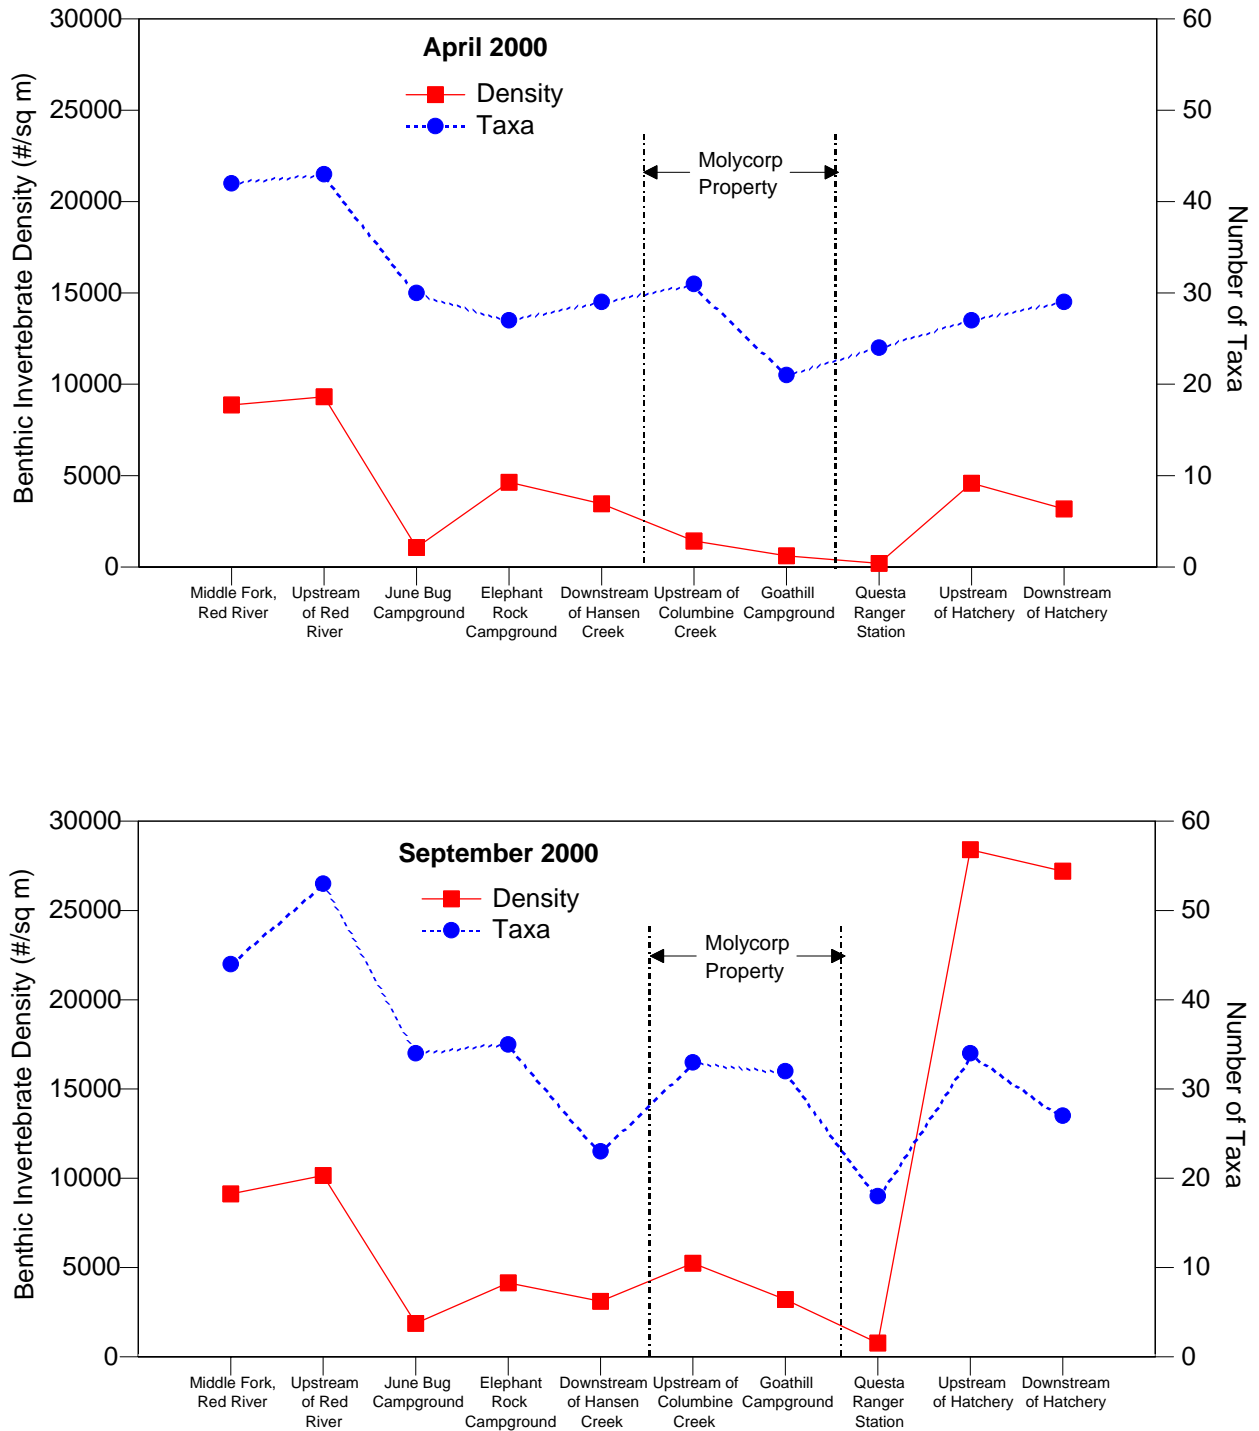 April 2000
Density
Taxa
Molycorp
Property
30000
25000
20000
15000
10000
5000
0
Benthic Invertebrate Density (#/sq m)
60
50
40
30
20
10
0
Number of Taxa
Middle Fork,
Red River
Upstream
of Red
River
June Bug
Campground
Elephant
Rock
Campground
Downstream
of Hansen
Creek
Upstream of
Columbine
Creek
Goathill
Campground
Questa
Ranger
Station
Upstream
of Hatchery
Downstream
of Hatchery
September 2000
Density
Taxa
Molycorp
Property
30000
25000
20000
15000
10000
5000
0
Benthic Invertebrate Density (#/sq m)
60
50
40
30
20
10
0
Number of Taxa
Middle Fork,
Red River
Upstream
of Red
River
June Bug
Campground
Elephant
Rock
Campground
Downstream
of Hansen
Creek
Upstream of
Columbine
Creek
Goathill
Campground
Questa
Ranger
Station
Upstream
of Hatchery
Downstream
of Hatchery